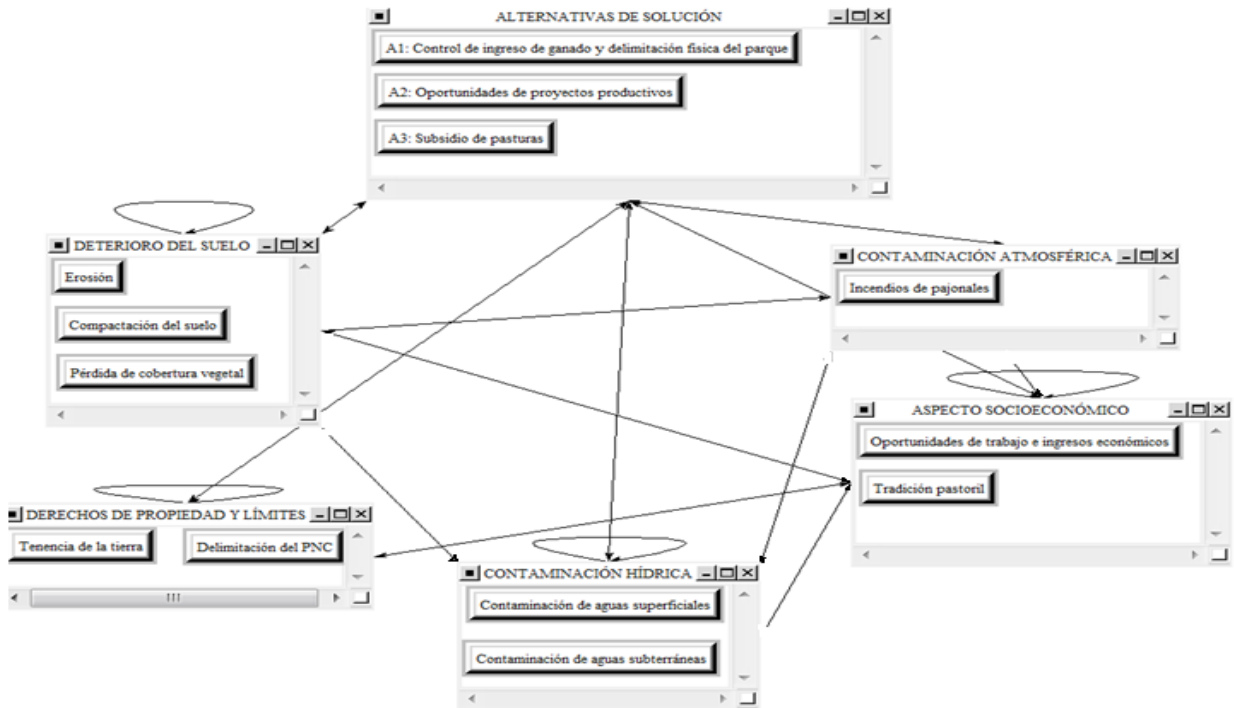 ALTERNATIVAS DE SOLUCIÓN
A1: Control de ingreso de ganado y delimitación fisica del parque
A2: Oportunidades de proyectos productivos
A3: Subsidio de pasturas
DETERIORO DEL SUELO
Erosión
Compactación del suelo
Pérdida de cobertura vegetal
CONTAMINACIÓN ATMOSFÉRICA
Incendios de pajonales
ASPECTO SOCIOECONÓMICO
Oportunidades de trabajo e ingresos económicos
Tradición pastoril
DERECHOS DE PROPIEDAD Y LÍMITES
Tenencia de la tierra
Delimitación del PNC
CONTAMINACIÓN HÍDRICA
Contaminación de aguas superficiales
Contaminación de aguas subterráneas